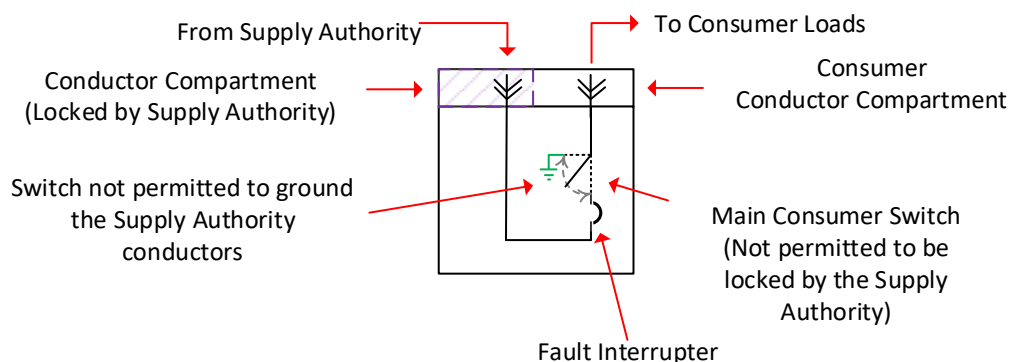 From Supply Authority
To Consumer Loads
Conductor Compartment
(Locked by Supply Authority)
Consumer
Conductor Compartment
Switch not permitted to ground
the Supply Authority
conductors
Main Consumer Switch
(Not permitted to be
locked by the Supply
Authority)
Fault Interrupter